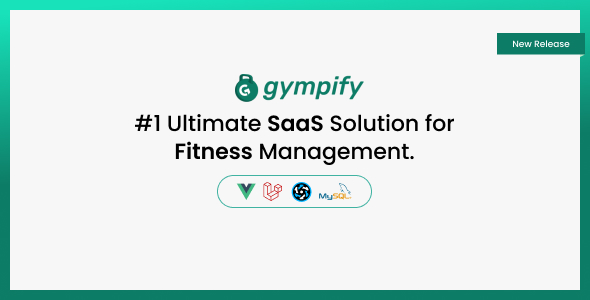 New Release
gympify
#1 Ultimate SaaS Solution for
Fitness Management.
MySQL